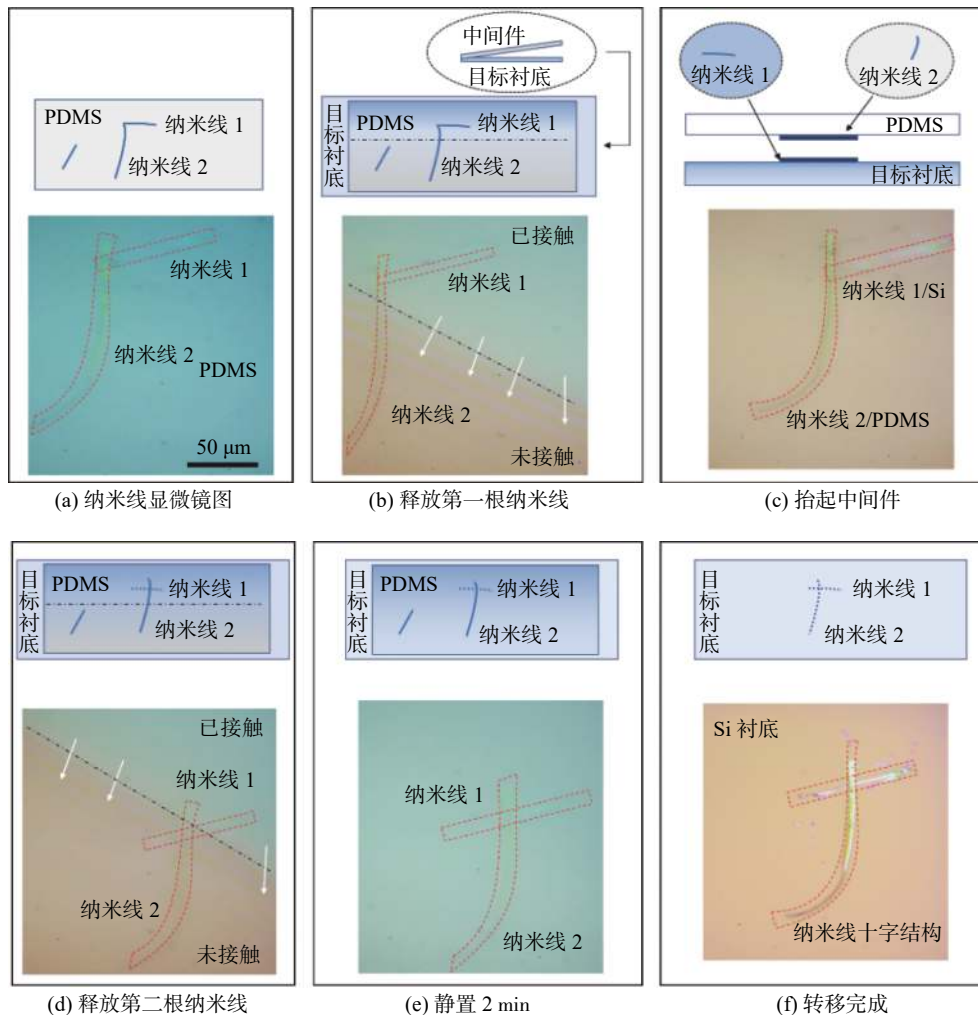 PDMS
纳米线 1
纳米线 2
纳米线 1
纳米线 2
PDMS
50 μm
(a) 纳米线显微镜图
中间件
目标衬底
目标衬底
PDMS
纳米线 1
纳米线 2
已接触
纳米线 1
纳米线 2
未接触
(b) 释放第一根纳米线
纳米线 1
纳米线 2
PDMS
目标衬底
纳米线 1/Si
纳米线 2/PDMS
(c) 抬起中间件
目标衬底
PDMS
纳米线 1
纳米线 2
已接触
纳米线 1
纳米线 2
未接触
(d) 释放第二根纳米线
目标衬底
PDMS
纳米线 1
纳米线 2
纳米线 1
纳米线 2
(e) 静置 2 min
目标衬底
纳米线 1
纳米线 2
Si 衬底
纳米线十字结构
(f) 转移完成